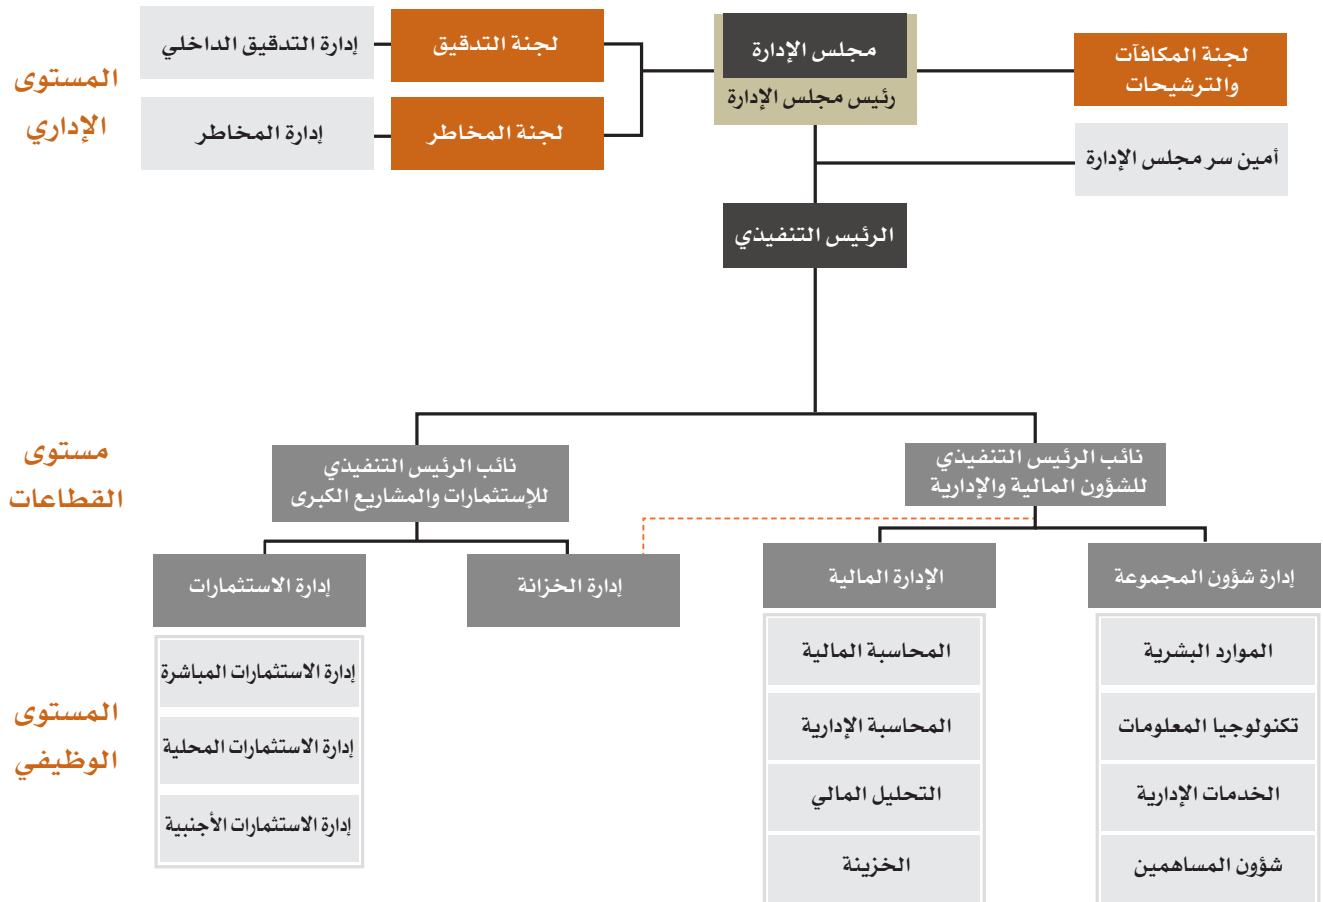 المستوى
الإداري
لجنة المكافآت
والترشيحات
أمين سر مجلس الإدارة
مجلس الإدارة
رئيس مجلس الإدارة
لجنة التدقيق
إدارة التدقيق الداخلي
لجنة المخاطر
إدارة المخاطر
الرئيس التنفيذي
مستوى
القطاعات
نائب الرئيس التنفيذي
للشؤون المالية والإدارية
نائب الرئيس التنفيذي
للإستثمارات والمشاريع الكبرى
إدارة شؤون المجموعة
الإدارة المالية
إدارة الخزانة
إدارة الاستثمارات
المستوى
الوظيفي
الموارد البشرية
تكنولوجيا المعلومات
الخدمات الإدارية
شؤون المساهمين
المحاسبة المالية
المحاسبة الإدارية
التحليل المالي
الخزينة
إدارة الاستثمارات المباشرة
إدارة الاستثمارات المحلية
إدارة الاستثمارات الأجنبية